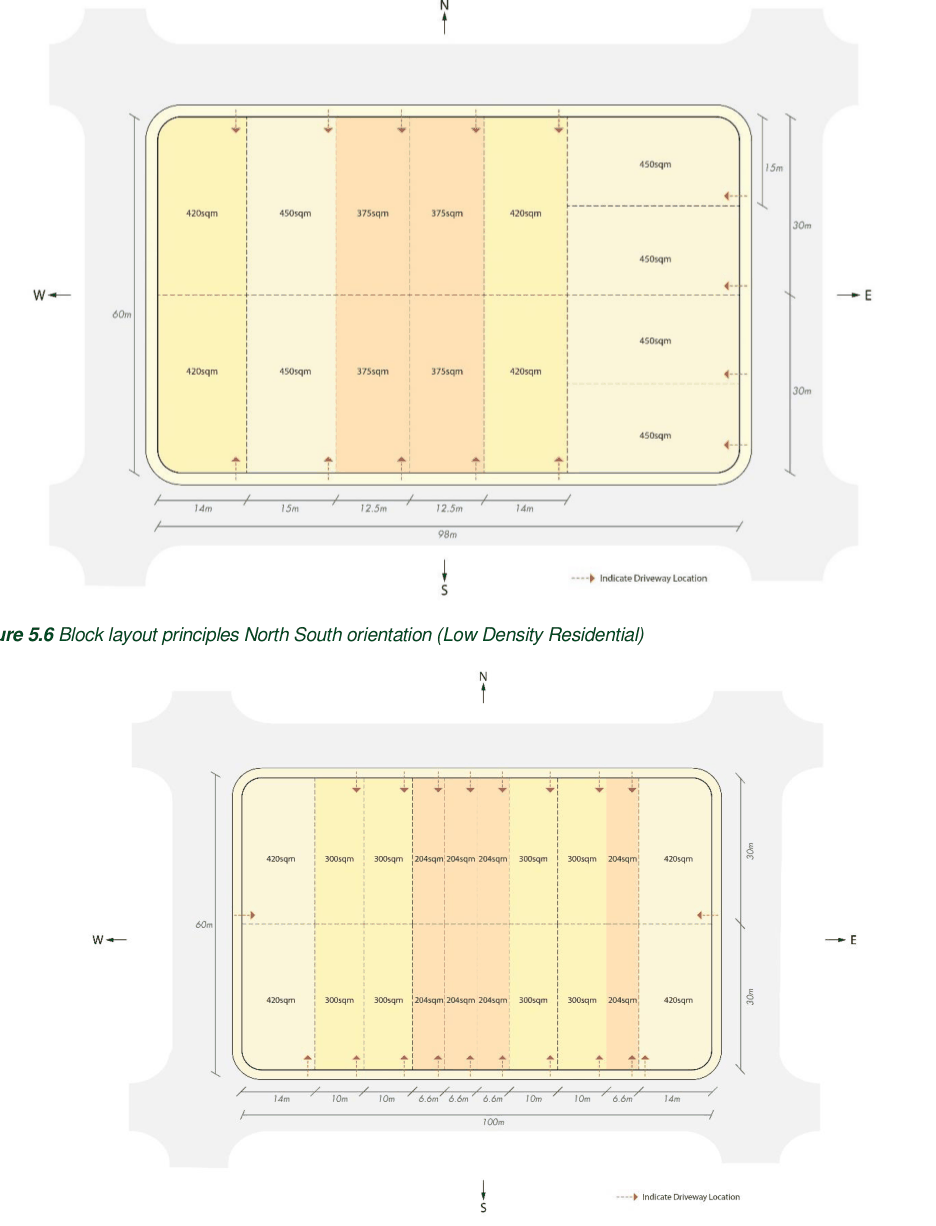 N
450sqm
15m
420sqm 450sqm 375sqm 375sqm 420sqm
30m
450sqm
W E
60m
450sqm
420sqm 450sqm 375sqm 375sqm 420sqm
30m
450sqm
14m 15m 12.5m 12.5m 14m
98m
S
Indicate Driveway Location
ure 5.6 Block layout principles North South orientation (Low Density Residential)
N
420sqm 300sqm 300sqm 204sqm 204sqm 204sqm 300sqm 300sqm 204sqm 420sqm
30m
60m
W E
420sqm 300sqm 300sqm 204sqm 204sqm 204sqm 300sqm 300sqm 204sqm 420sqm
30m
14m 10m 10m 6.6m 6.6m 6.6m 10m 10m 6.6m 14m
100m
S
Indicate Driveway Location